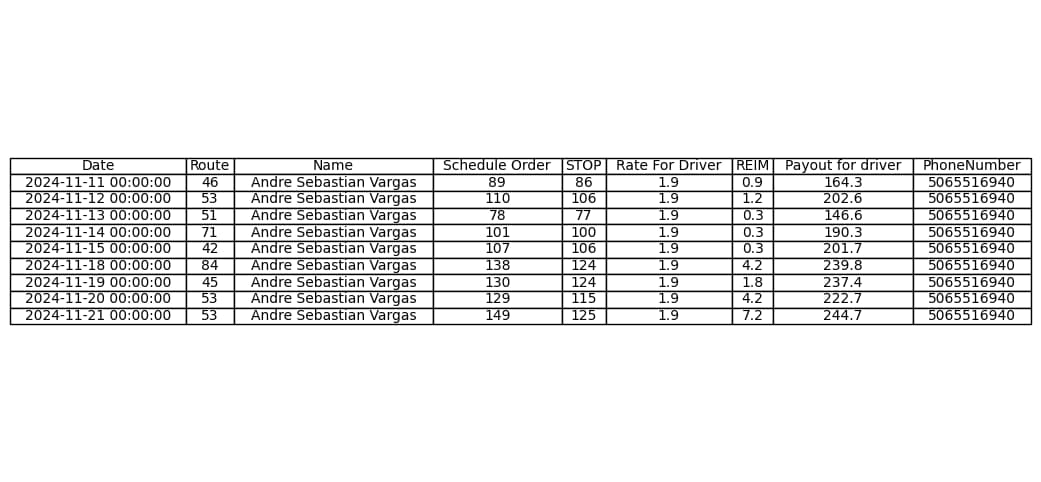 Date Route Name Schedule Order STOP Rate For Driver REIM Payout for driver PhoneNumber
2024-11-11 00:00:00 46 Andre Sebastian Vargas 89 86 1.9 0.9 164.3 5065516940
2024-11-12 00:00:00 53 Andre Sebastian Vargas 110 106 1.9 1.2 202.6 5065516940
2024-11-13 00:00:00 51 Andre Sebastian Vargas 78 77 1.9 0.3 146.6 5065516940
2024-11-14 00:00:00 71 Andre Sebastian Vargas 101 100 1.9 0.3 190.3 5065516940
2024-11-15 00:00:00 42 Andre Sebastian Vargas 107 106 1.9 0.3 201.7 5065516940
2024-11-18 00:00:00 84 Andre Sebastian Vargas 138 124 1.9 4.2 239.8 5065516940
2024-11-19 00:00:00 45 Andre Sebastian Vargas 130 124 1.9 1.8 237.4 5065516940
2024-11-20 00:00:00 53 Andre Sebastian Vargas 129 115 1.9 4.2 222.7 5065516940
2024-11-21 00:00:00 53 Andre Sebastian Vargas 149 125 1.9 7.2 244.7 5065516940